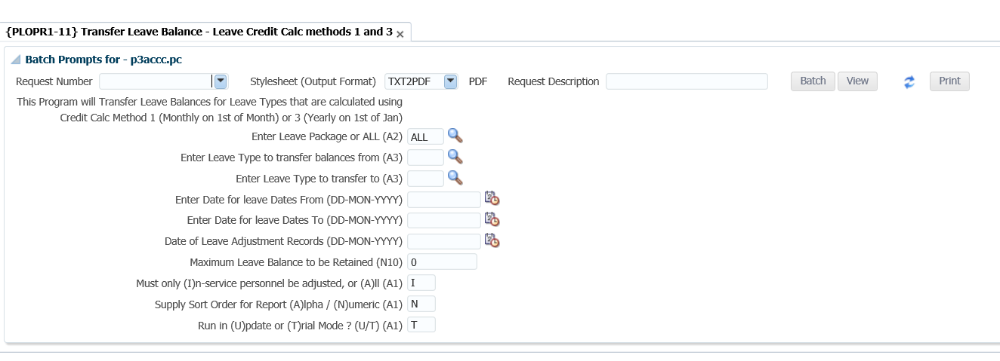 {PLOPR1-11} Transfer Leave Balance - Leave Credit Calc methods 1 and 3 x
Batch Prompts for - p3accc.pc
Request Number Stylesheet (Output Format) TXT2PDF PDF Request Description Batch View Print
This Program will Transfer Leave Balances for Leave Types that are calculated using
Credit Calc Method 1 (Monthly on 1st of Month) or 3 (Yearly on 1st of Jan)
Enter Leave Package or ALL (A2) ALL
Enter Leave Type to transfer balances from (A3)
Enter Leave Type to transfer to (A3)
Enter Date for leave Dates From (DD-MON-YYYY)
Enter Date for leave Dates To (DD-MON-YYYY)
Date of Leave Adjustment Records (DD-MON-YYYY)
Maximum Leave Balance to be Retained (N10) 0
Must only (I)n-service personnel be adjusted, or (A)ll (A1) I
Supply Sort Order for Report (A)lpha / (N)umeric (A1) N
Run in (U)pdate or (T)rial Mode ? (U/T) (A1) T